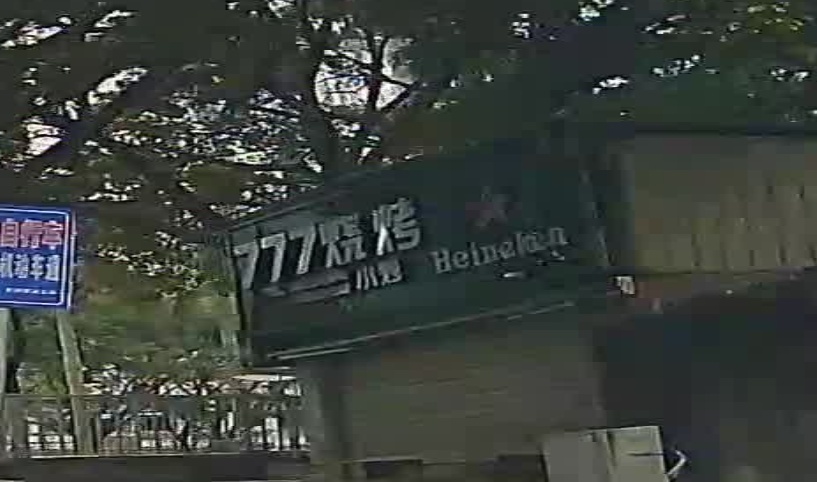 自行车
机动车道
777烧烤
小炒
Heineken